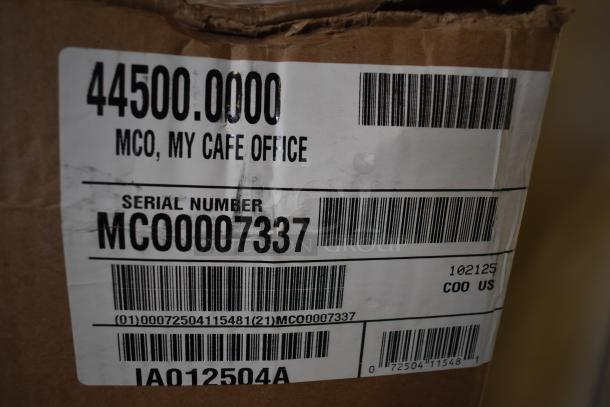 44500.0000
MCO, MY CAFE OFFICE
SERIAL NUMBER
MCO0007337
102125
COO US
(01)00072504115481(21)MCO0007337
IA012504A
0 72504 11548 1